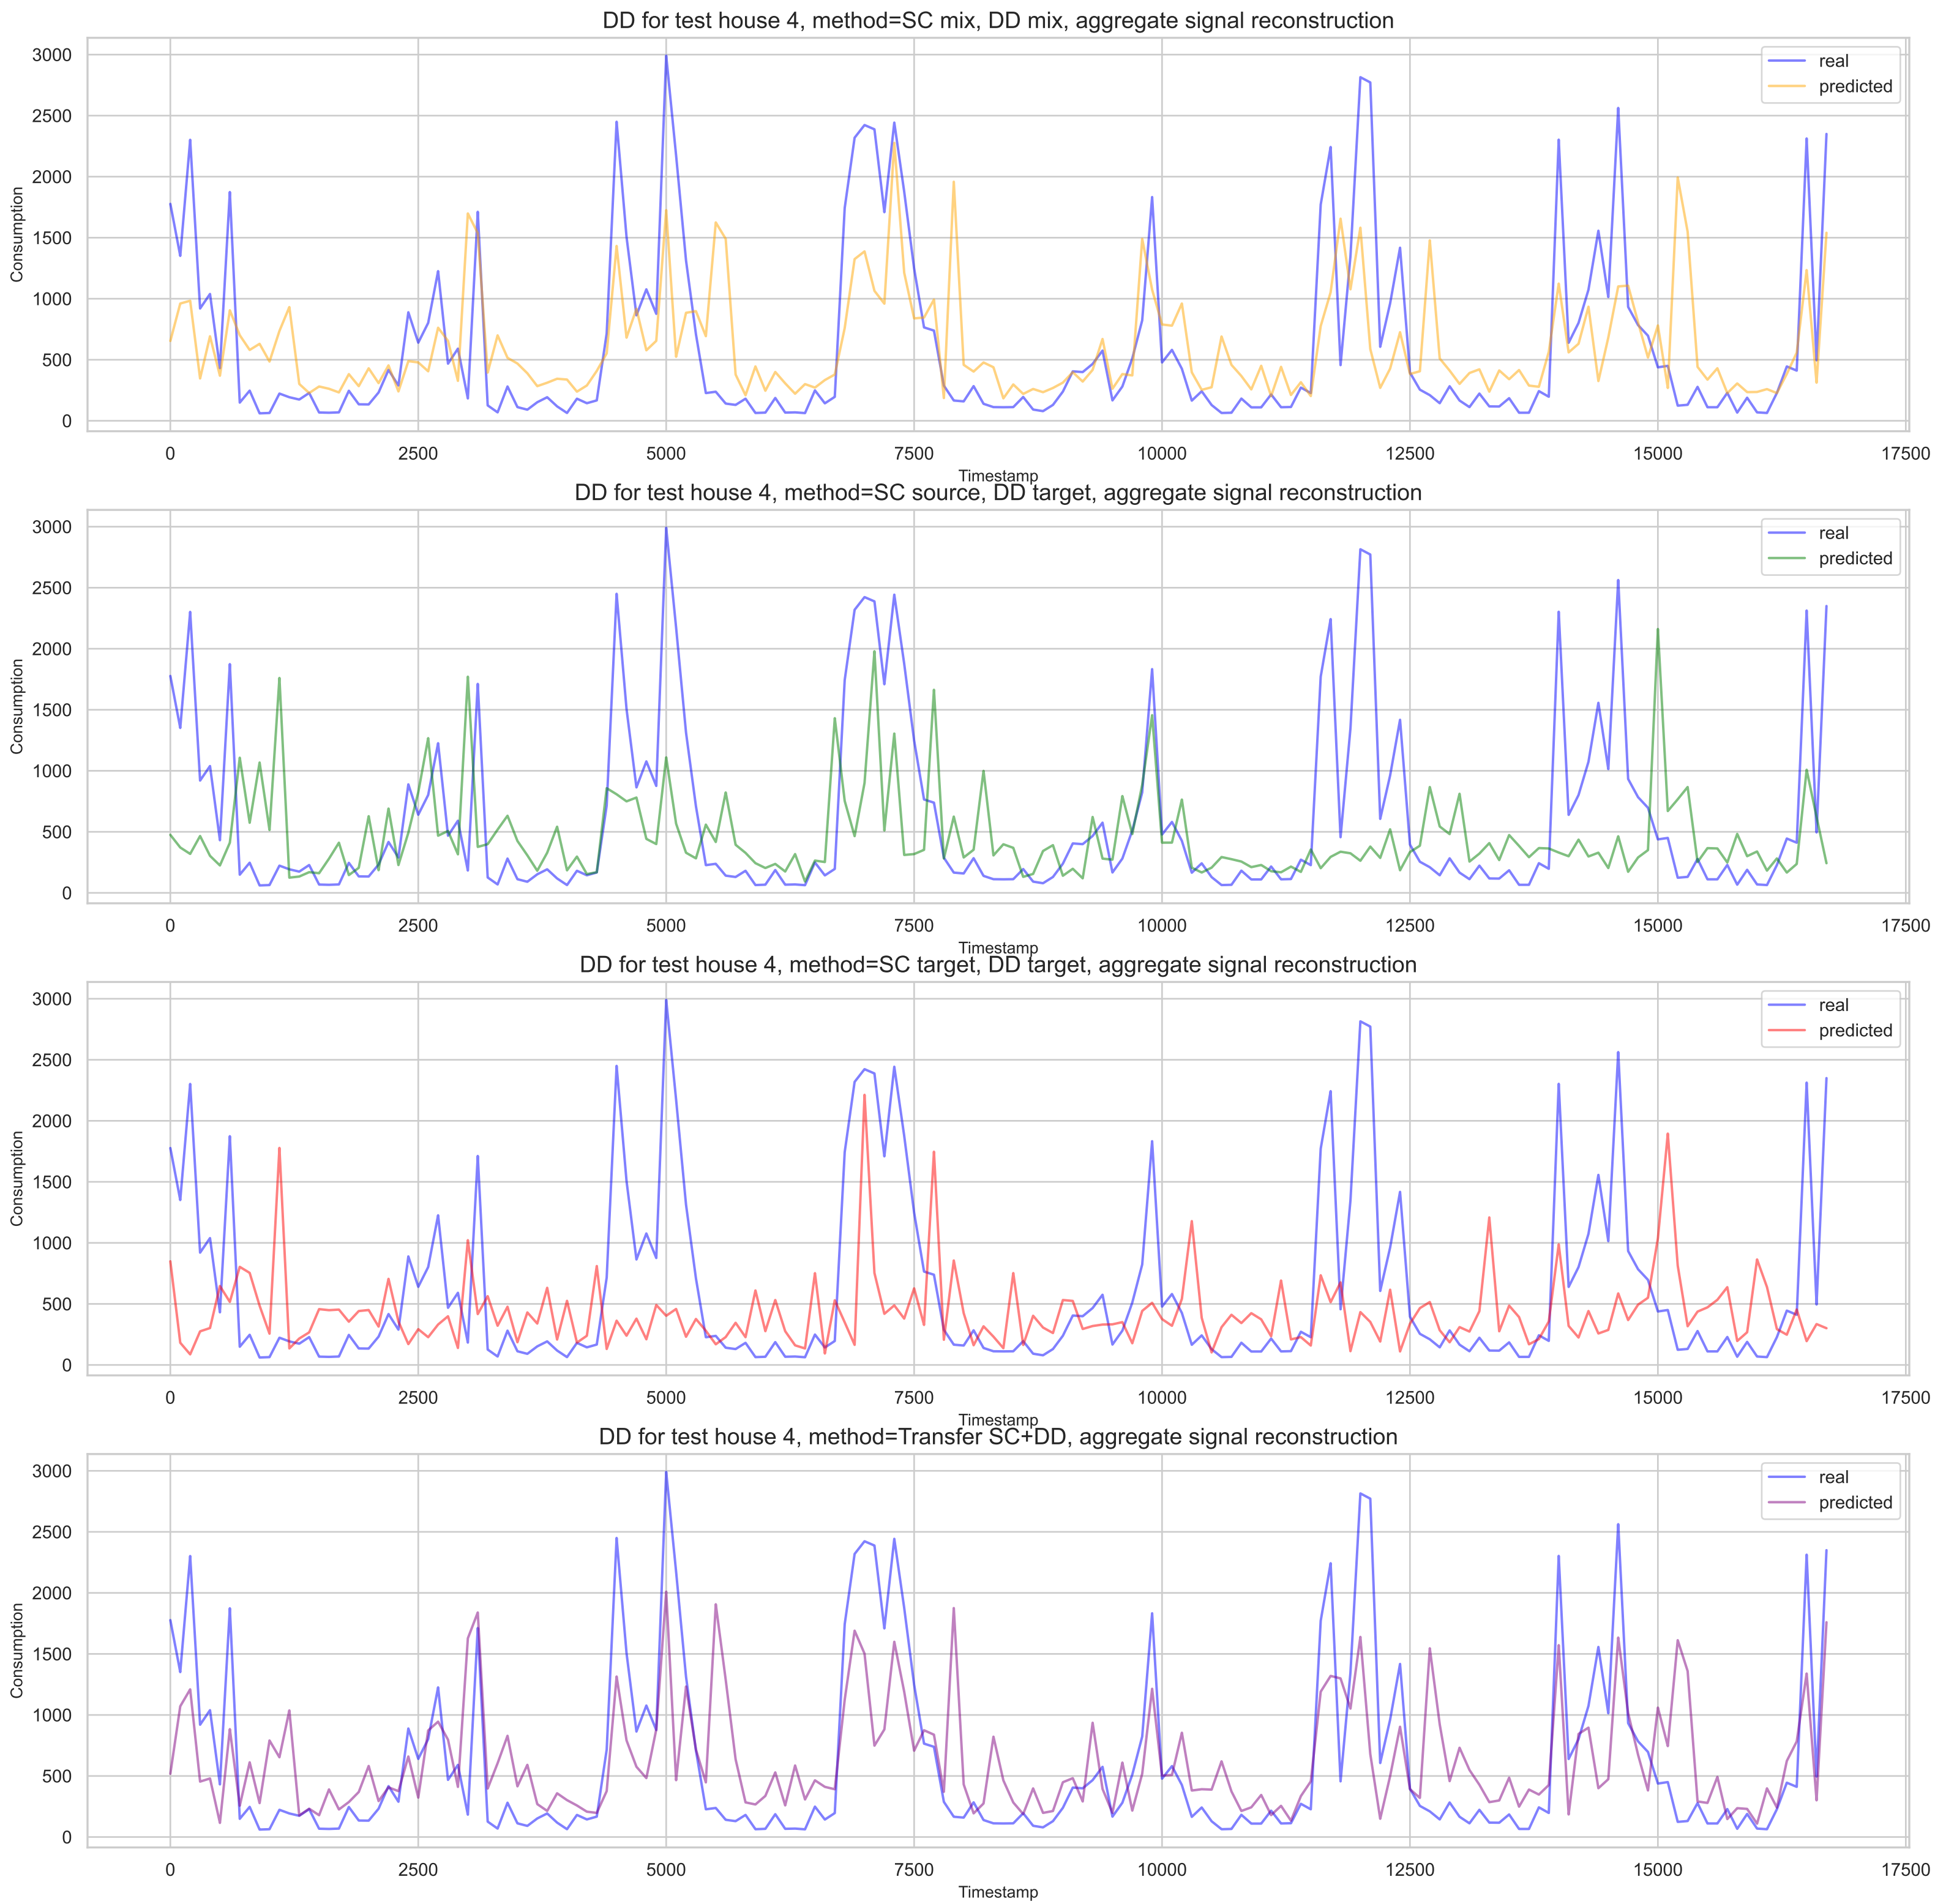 DD for test house 4, method=SC mix, DD mix, aggregate signal reconstruction
3000
2500
2000
1500
1000
500
0
Consumption
real
predicted
0 2500 5000 7500 10000 12500 15000 17500
Timestamp
DD for test house 4, method=SC source, DD target, aggregate signal reconstruction
3000
2500
2000
1500
1000
500
0
Consumption
real
predicted
0 2500 5000 7500 10000 12500 15000 17500
Timestamp
DD for test house 4, method=SC target, DD target, aggregate signal reconstruction
3000
2500
2000
1500
1000
500
0
Consumption
real
predicted
0 2500 5000 7500 10000 12500 15000 17500
Timestamp
DD for test house 4, method=Transfer SC+DD, aggregate signal reconstruction
3000
2500
2000
1500
1000
500
0
Consumption
real
predicted
0 2500 5000 7500 10000 12500 15000 17500
Timestamp